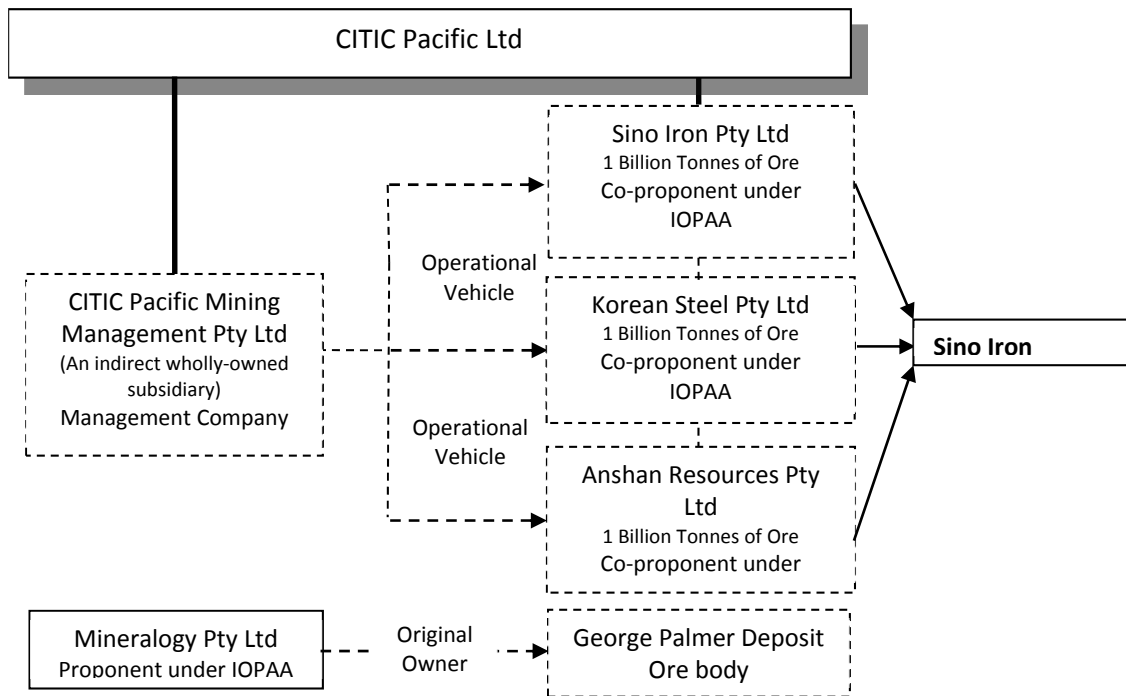 CITIC Pacific Ltd
Sino Iron Pty Ltd
1 Billion Tonnes of Ore
Co-proponent under
IOPAA
Operational
Vehicle
CITIC Pacific Mining
Management Pty Ltd
(An indirect wholly-owned
subsidiary)
Management Company
Korean Steel Pty Ltd
1 Billion Tonnes of Ore
Co-proponent under
IOPAA
Sino Iron
Operational
Vehicle
Anshan Resources Pty
Ltd
1 Billion Tonnes of Ore
Co-proponent under
Mineralogy Pty Ltd
Proponent under IOPAA
Original
Owner
George Palmer Deposit
Ore body